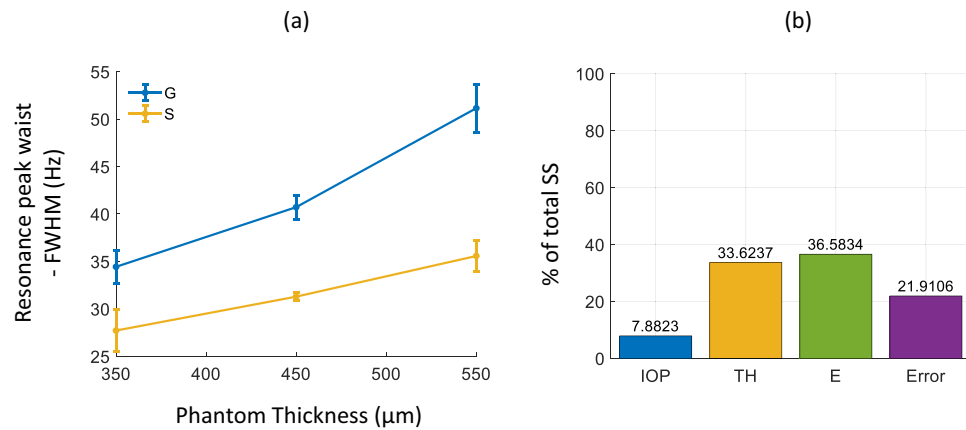 (a)
Resonance peak waist
- FWHM (Hz)
55
50
45
40
35
30
25
G
S
350
400
450
500
550
Phantom Thickness (µm)
(b)
% of total SS
100
80
60
40
20
0
7.8823
33.6237
36.5834
21.9106
IOP
TH
E
Error